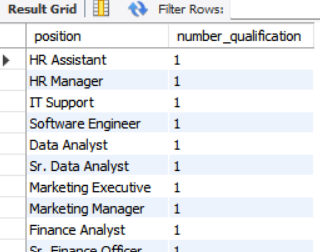 Result Grid Filter Rows:
position number_qualification
HR Assistant 1
HR Manager 1
IT Support 1
Software Engineer 1
Data Analyst 1
Sr. Data Analyst 1
Marketing Executive 1
Marketing Manager 1
Finance Analyst 1
Sr. Finance Officer 1